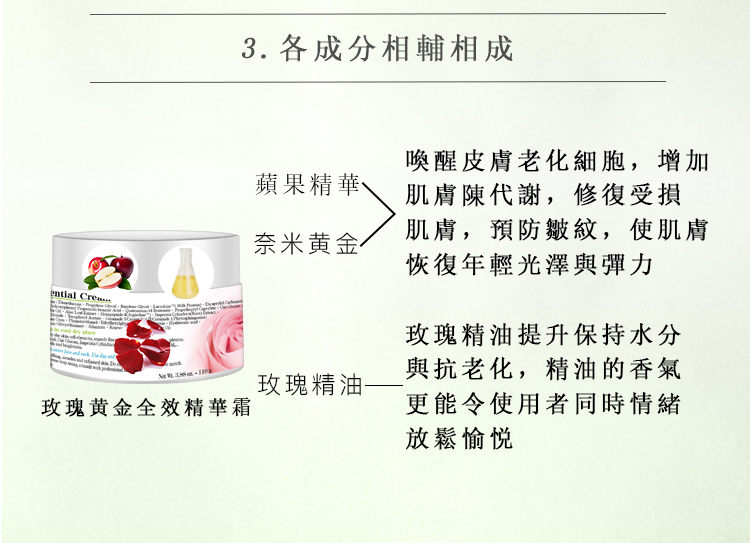 3. 各成分相輔相成
蘋果精華
奈米黄金
喚醒皮膚老化細胞，增加
肌膚陳代謝，修復受損
肌膚，預防皺紋，使肌膚
恢復年輕光澤與彈力
ential Crea...
Net Wt. 3.88 oz. - 110
玫瑰黃金全效精華霜
玫瑰精油
玫瑰精油提升保持水分
與抗老化，精油的香氣
更能令使用者同時情緒
放鬆愉悦